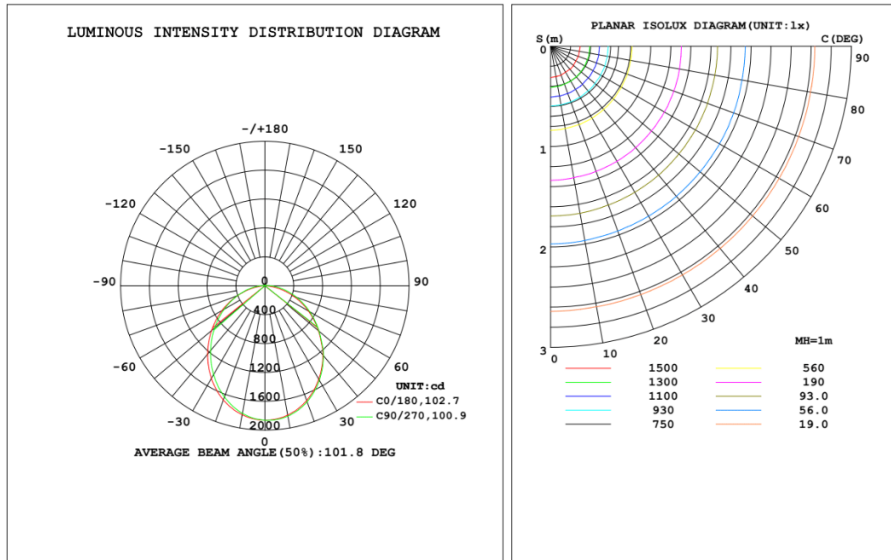 LUMINOUS INTENSITY DISTRIBUTION DIAGRAM
-/+180
-150 150
-120 120
-90 0 90
400
-60 800 60
1200
1600
-30 2000 30
0
UNIT:cd
C0/180,102.7
C90/270,100.9
AVERAGE BEAM ANGLE(50%):101.8 DEG
PLANAR ISOLUX DIAGRAM(UNIT:lx)
S(m) C(DEG)
0 90
80
1 70
60
2 50
40
3 0 10 20 30
MH=1m
1500 560
1300 190
1100 93.0
930 56.0
750 19.0